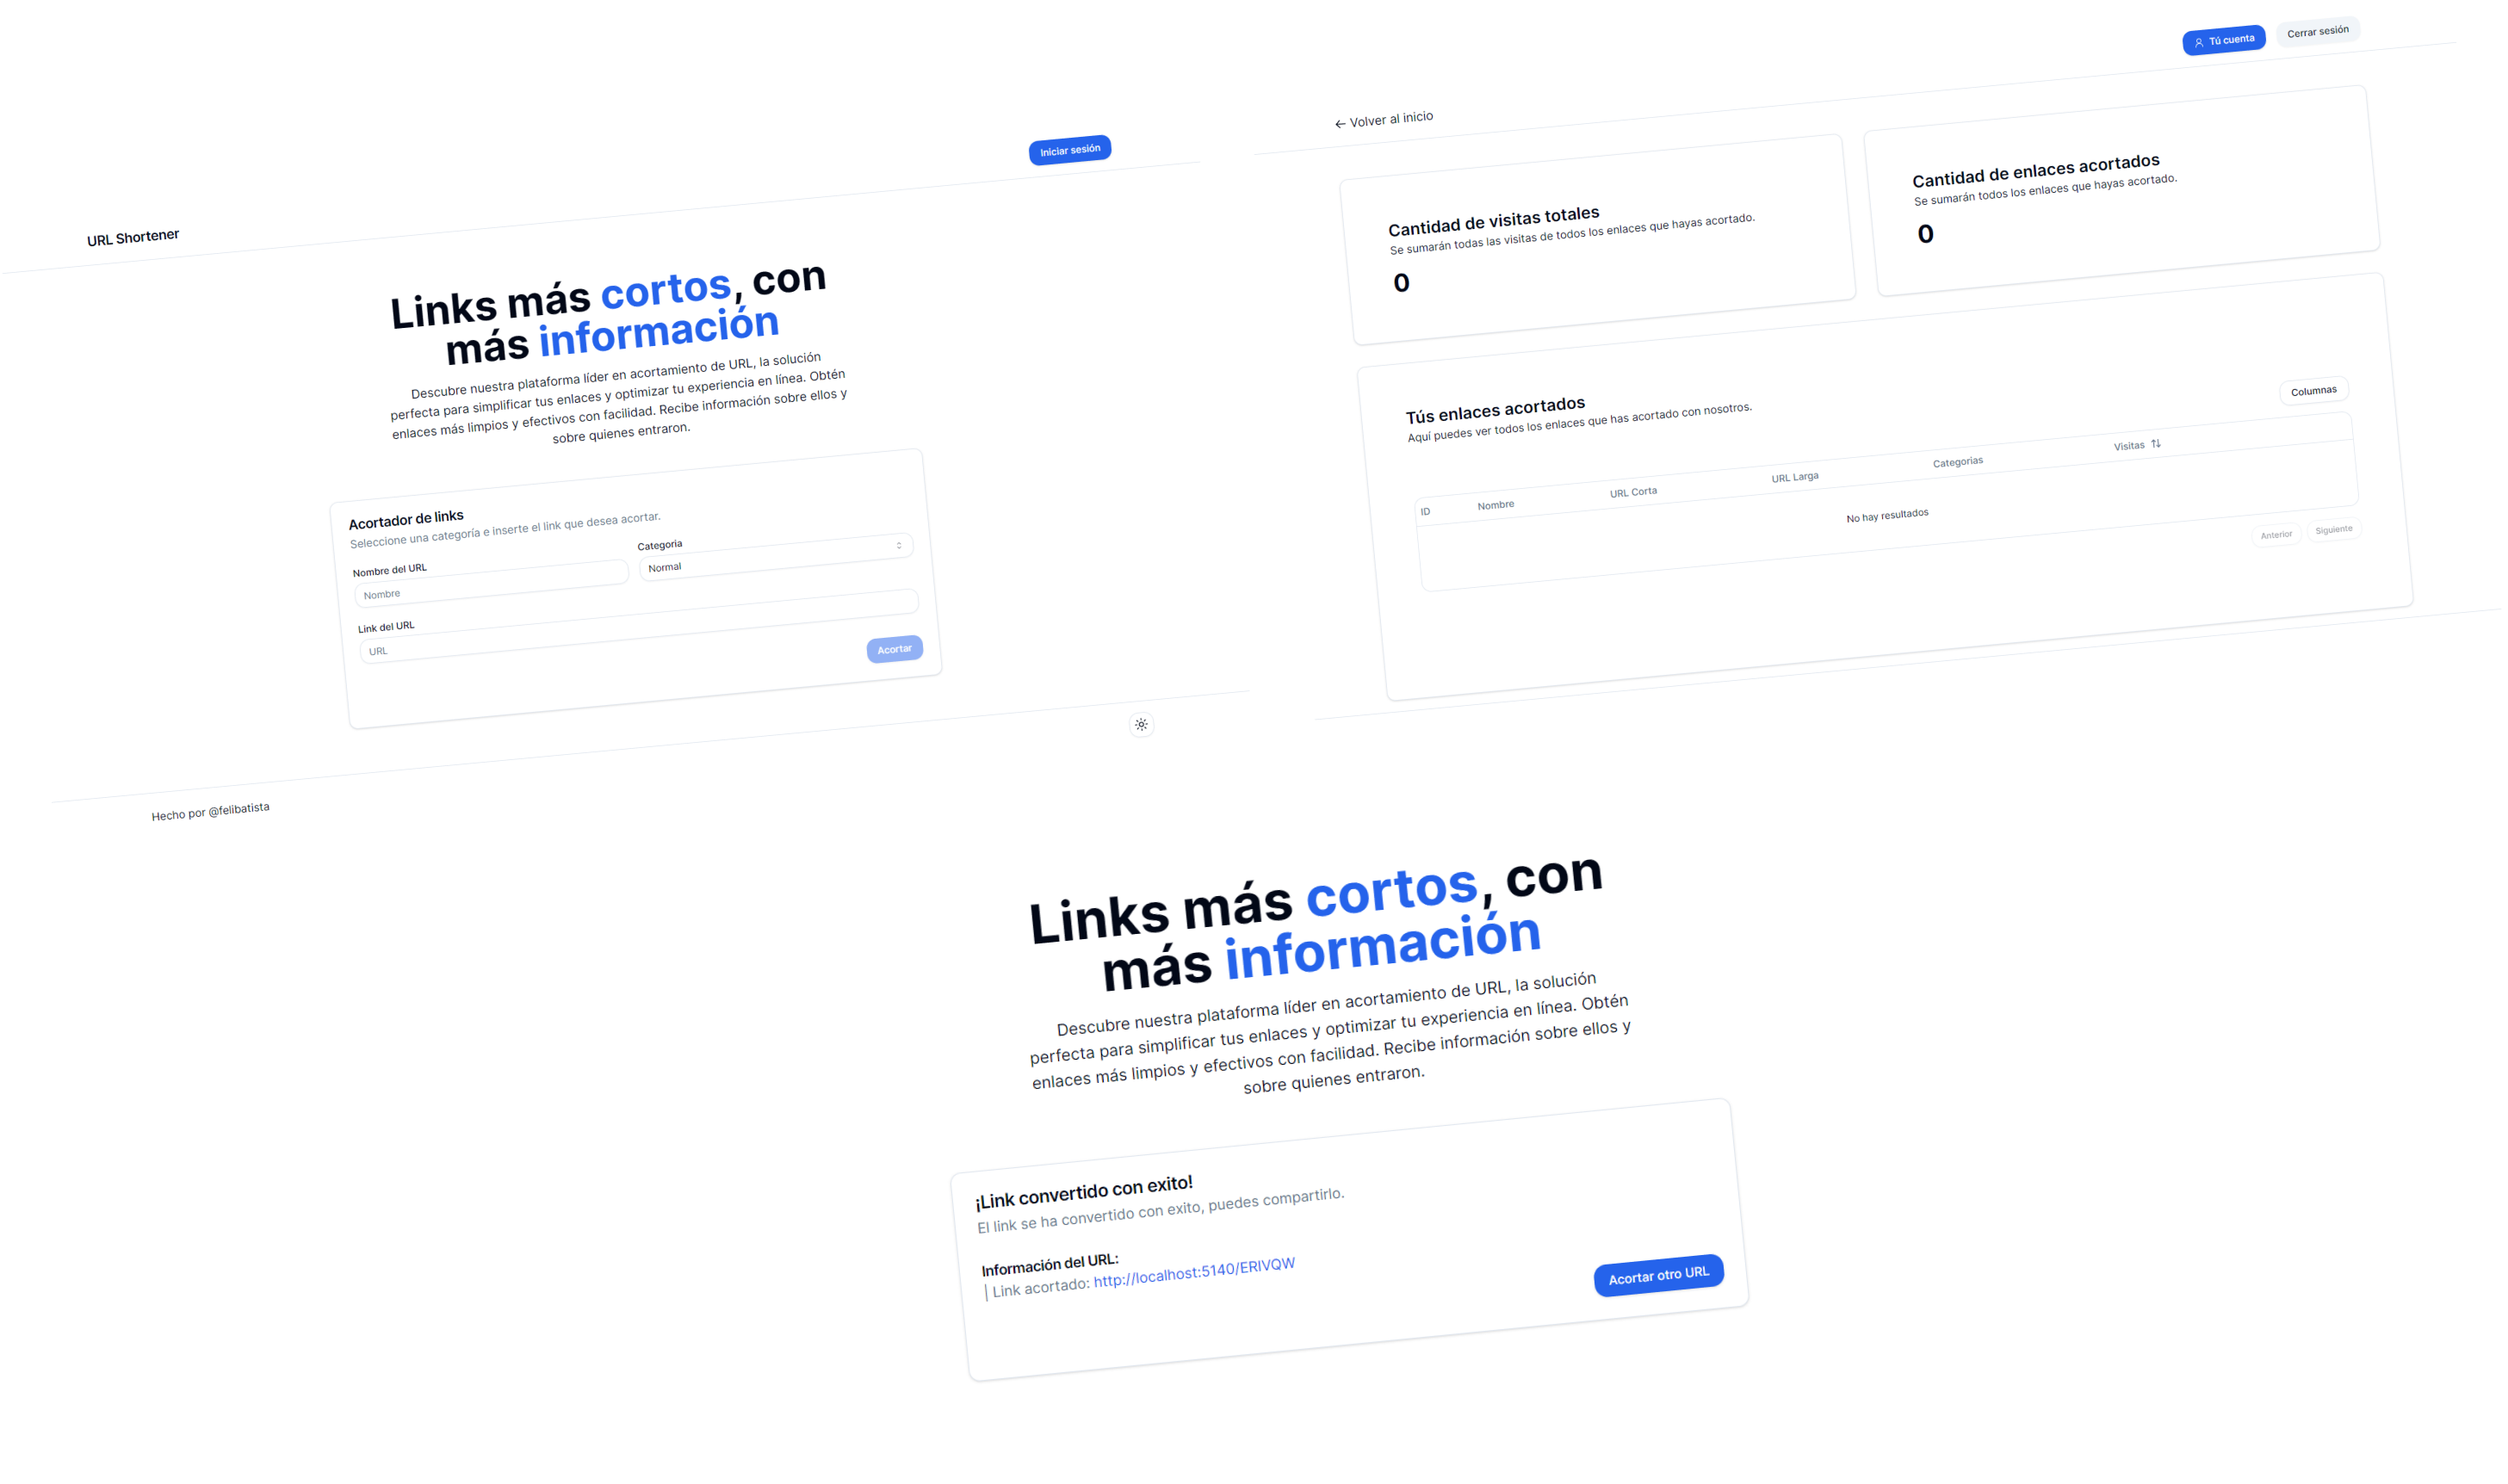 URL Shortener
Iniciar sesión
Links más cortos, con
más información
Descubre nuestra plataforma líder en acortamiento de URL, la solución
perfecta para simplificar tus enlaces y optimizar tu experiencia en línea. Obtén
enlaces más limpios y efectivos con facilidad. Recibe información sobre ellos y
sobre quienes entraron.
Acortador de links
Seleccione una categoría e inserte el link que desea acortar.
Nombre del URL
Nombre
Categoria
Normal
Link del URL
URL
Acortar
Hecho por @felibatista
← Volver al inicio
Tú cuenta
Cerrar sesión
Cantidad de visitas totales
Se sumarán todas las visitas de todos los enlaces que hayas acortado.
0
Cantidad de enlaces acortados
Se sumarán todos los enlaces que hayas acortado.
0
Tús enlaces acortados
Aquí puedes ver todos los enlaces que has acortado con nosotros.
Columnas
ID Nombre URL Corta URL Larga Categorias Visitas
No hay resultados
Anterior Siguiente
Links más cortos, con
más información
Descubre nuestra plataforma líder en acortamiento de URL, la solución
perfecta para simplificar tus enlaces y optimizar tu experiencia en línea. Obtén
enlaces más limpios y efectivos con facilidad. Recibe información sobre ellos y
sobre quienes entraron.
¡Link convertido con exito!
El link se ha convertido con exito, puedes compartirlo.
Información del URL:
| Link acortado: http://localhost:5140/ERIVQW
Acortar otro URL